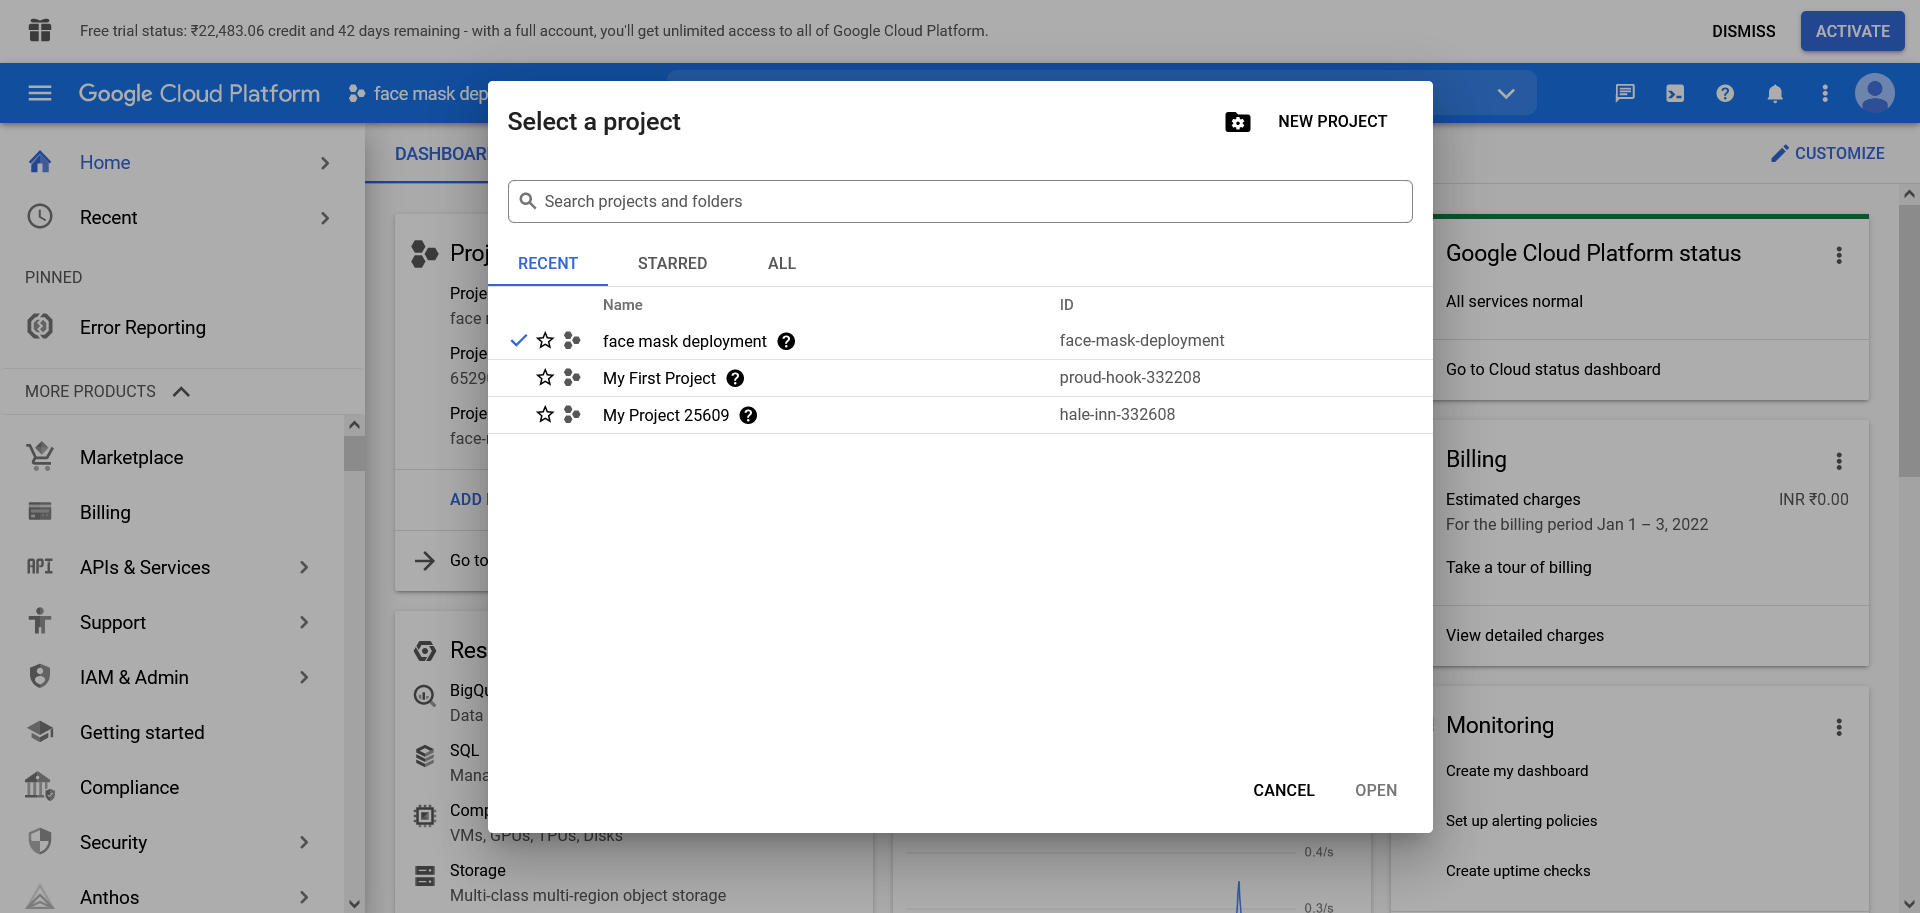 Free trial status: ₹22,483.06 credit and 42 days remaining - with a full account, you'll get unlimited access to all of Google Cloud Platform.
DISMISS
ACTIVATE
Google Cloud Platform
face mask dep
Home
Recent
PINNED
Error Reporting
MORE PRODUCTS
Marketplace
Billing
API
APIs & Services
Support
IAM & Admin
Getting started
Compliance
Security
Anthos
DASHBOAR
CUSTOMIZE
Proj
Proje
face
Proje
6529
Proje
face-
ADD
Go to
Res
BigQu
Data
SQL
Mana
Comp
VMs, GPUs, TPUs, Disks
Storage
Multi-class multi-region object storage
Select a project
NEW PROJECT
Search projects and folders
RECENT
STARRED
ALL
Name
ID
face mask deployment
face-mask-deployment
My First Project
proud-hook-332208
My Project 25609
hale-inn-332608
CANCEL
OPEN
0.4/s
0.3/s
Google Cloud Platform status
All services normal
Go to Cloud status dashboard
Billing
Estimated charges
INR ₹0.00
For the billing period Jan 1 – 3, 2022
Take a tour of billing
View detailed charges
Monitoring
Create my dashboard
Set up alerting policies
Create uptime checks